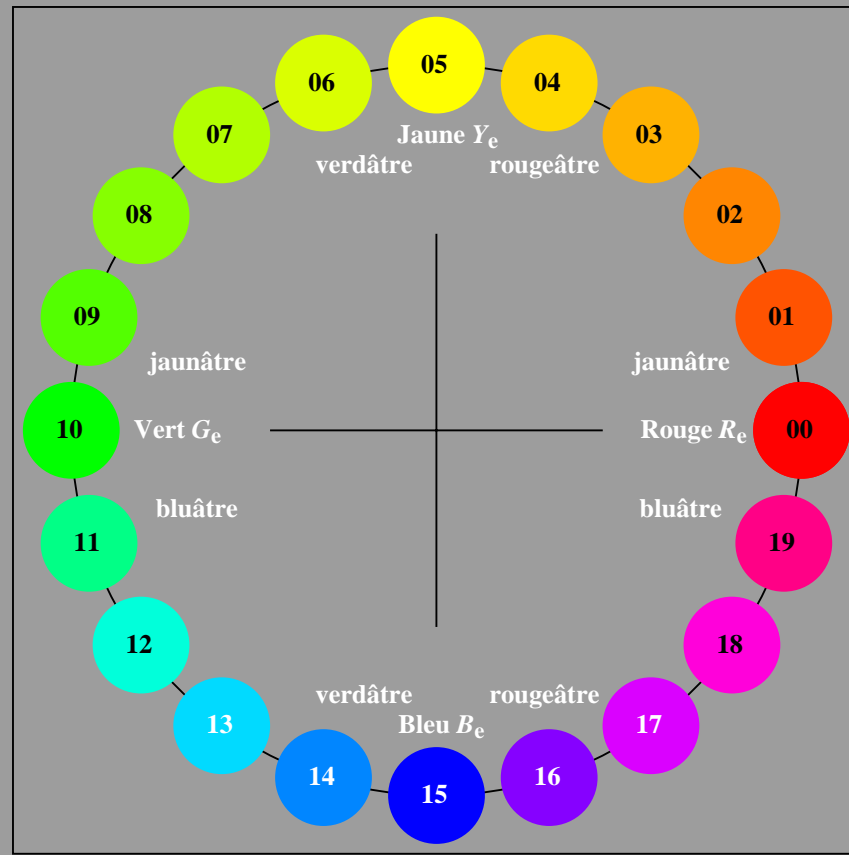 05
06
04
07
Jaune Ye
03
verdâtre
rougeâtre
08
02
09
01
jaunâtre
jaunâtre
10
Vert Ge
Rouge Re
00
bluâtre
bluâtre
11
19
12
18
verdâtre
rougeâtre
13
Bleu Be
17
14
16
15